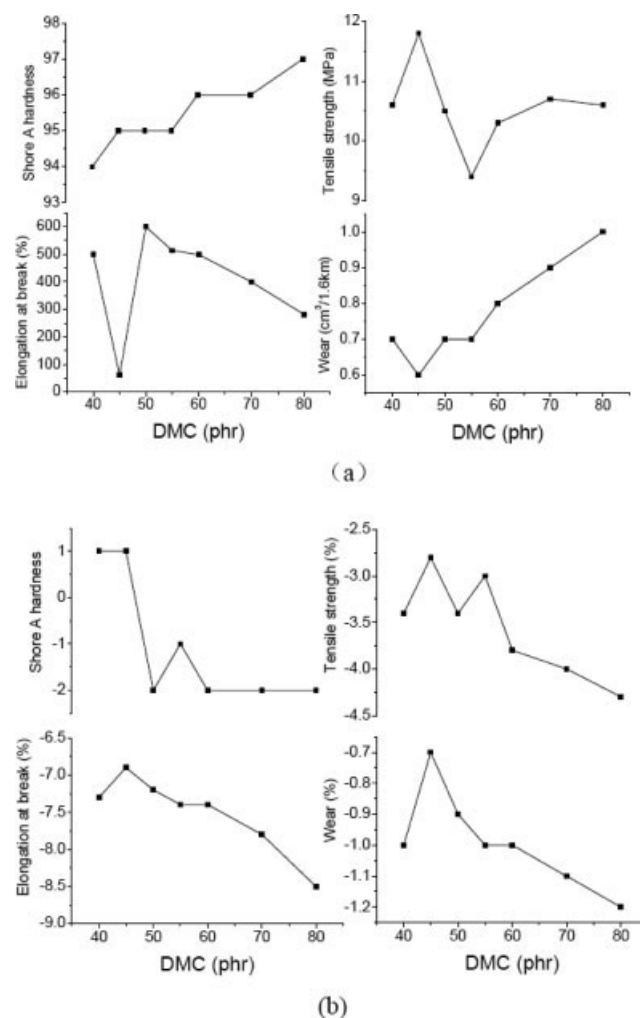 Shore A hardness
98
97
96
95
94
93
Tensile strength (MPa)
12
11
10
9
Elongation at break (%)
600
500
400
300
200
100
0
40 50 60 70 80
DMC (phr)
Wear (cm³/1.6km)
1.0
0.9
0.8
0.7
0.6
40 50 60 70 80
DMC (phr)
(a)
Shore A hardness
1
0
-1
-2
Tensile strength (%)
-2.5
-3.0
-3.5
-4.0
-4.5
Elongation at break (%)
-6.5
-7.0
-7.5
-8.0
-8.5
-9.0
40 50 60 70 80
DMC (phr)
Wear (%)
-0.7
-0.8
-0.9
-1.0
-1.1
-1.2
40 50 60 70 80
DMC (phr)
(b)